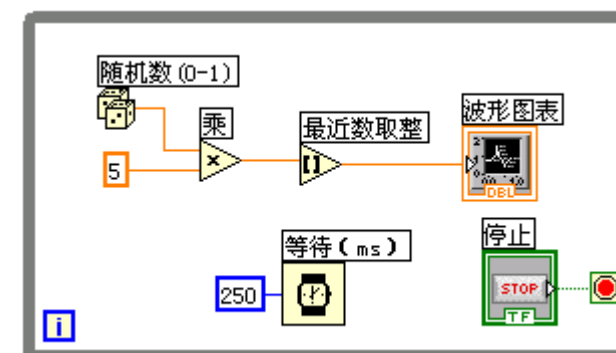 随机数(0-1)
乘
5
最近数取整
波形图表
DBL
等待(ms)
250
停止
STOP
TF
i